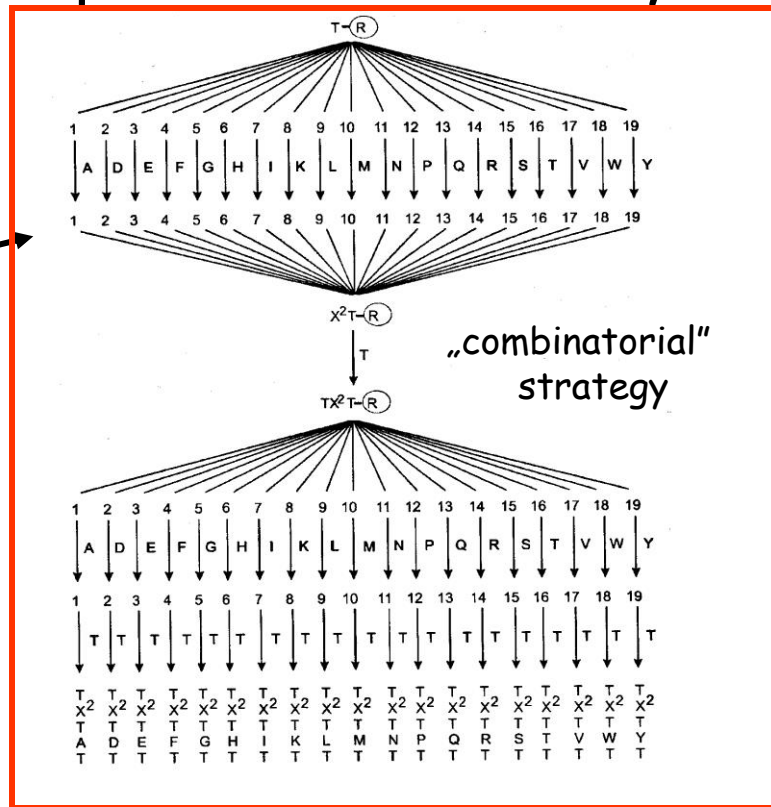 T-R
1 2 3 4 5 6 7 8 9 10 11 12 13 14 15 16 17 18 19
A D E F G H I K L M N P Q R S T V W Y
1 2 3 4 5 6 7 8 9 10 11 12 13 14 15 16 17 18 19
X²T-R
T
„combinatorial”
strategy
TX²T-R
1 2 3 4 5 6 7 8 9 10 11 12 13 14 15 16 17 18 19
A D E F G H I K L M N P Q R S T V W Y
1 2 3 4 5 6 7 8 9 10 11 12 13 14 15 16 17 18 19
T T T T T T T T T T T T T T T T T T T
T T T T T T T T T T T T T T T T T T T
X² X² X² X² X² X² X² X² X² X² X² X² X² X² X² X² X² X² X²
T T T T T T T T T T T T T T T T T T T
A D E F G H I K L M N P Q R S T V W Y
T T T T T T T T T T T T T T T T T T T